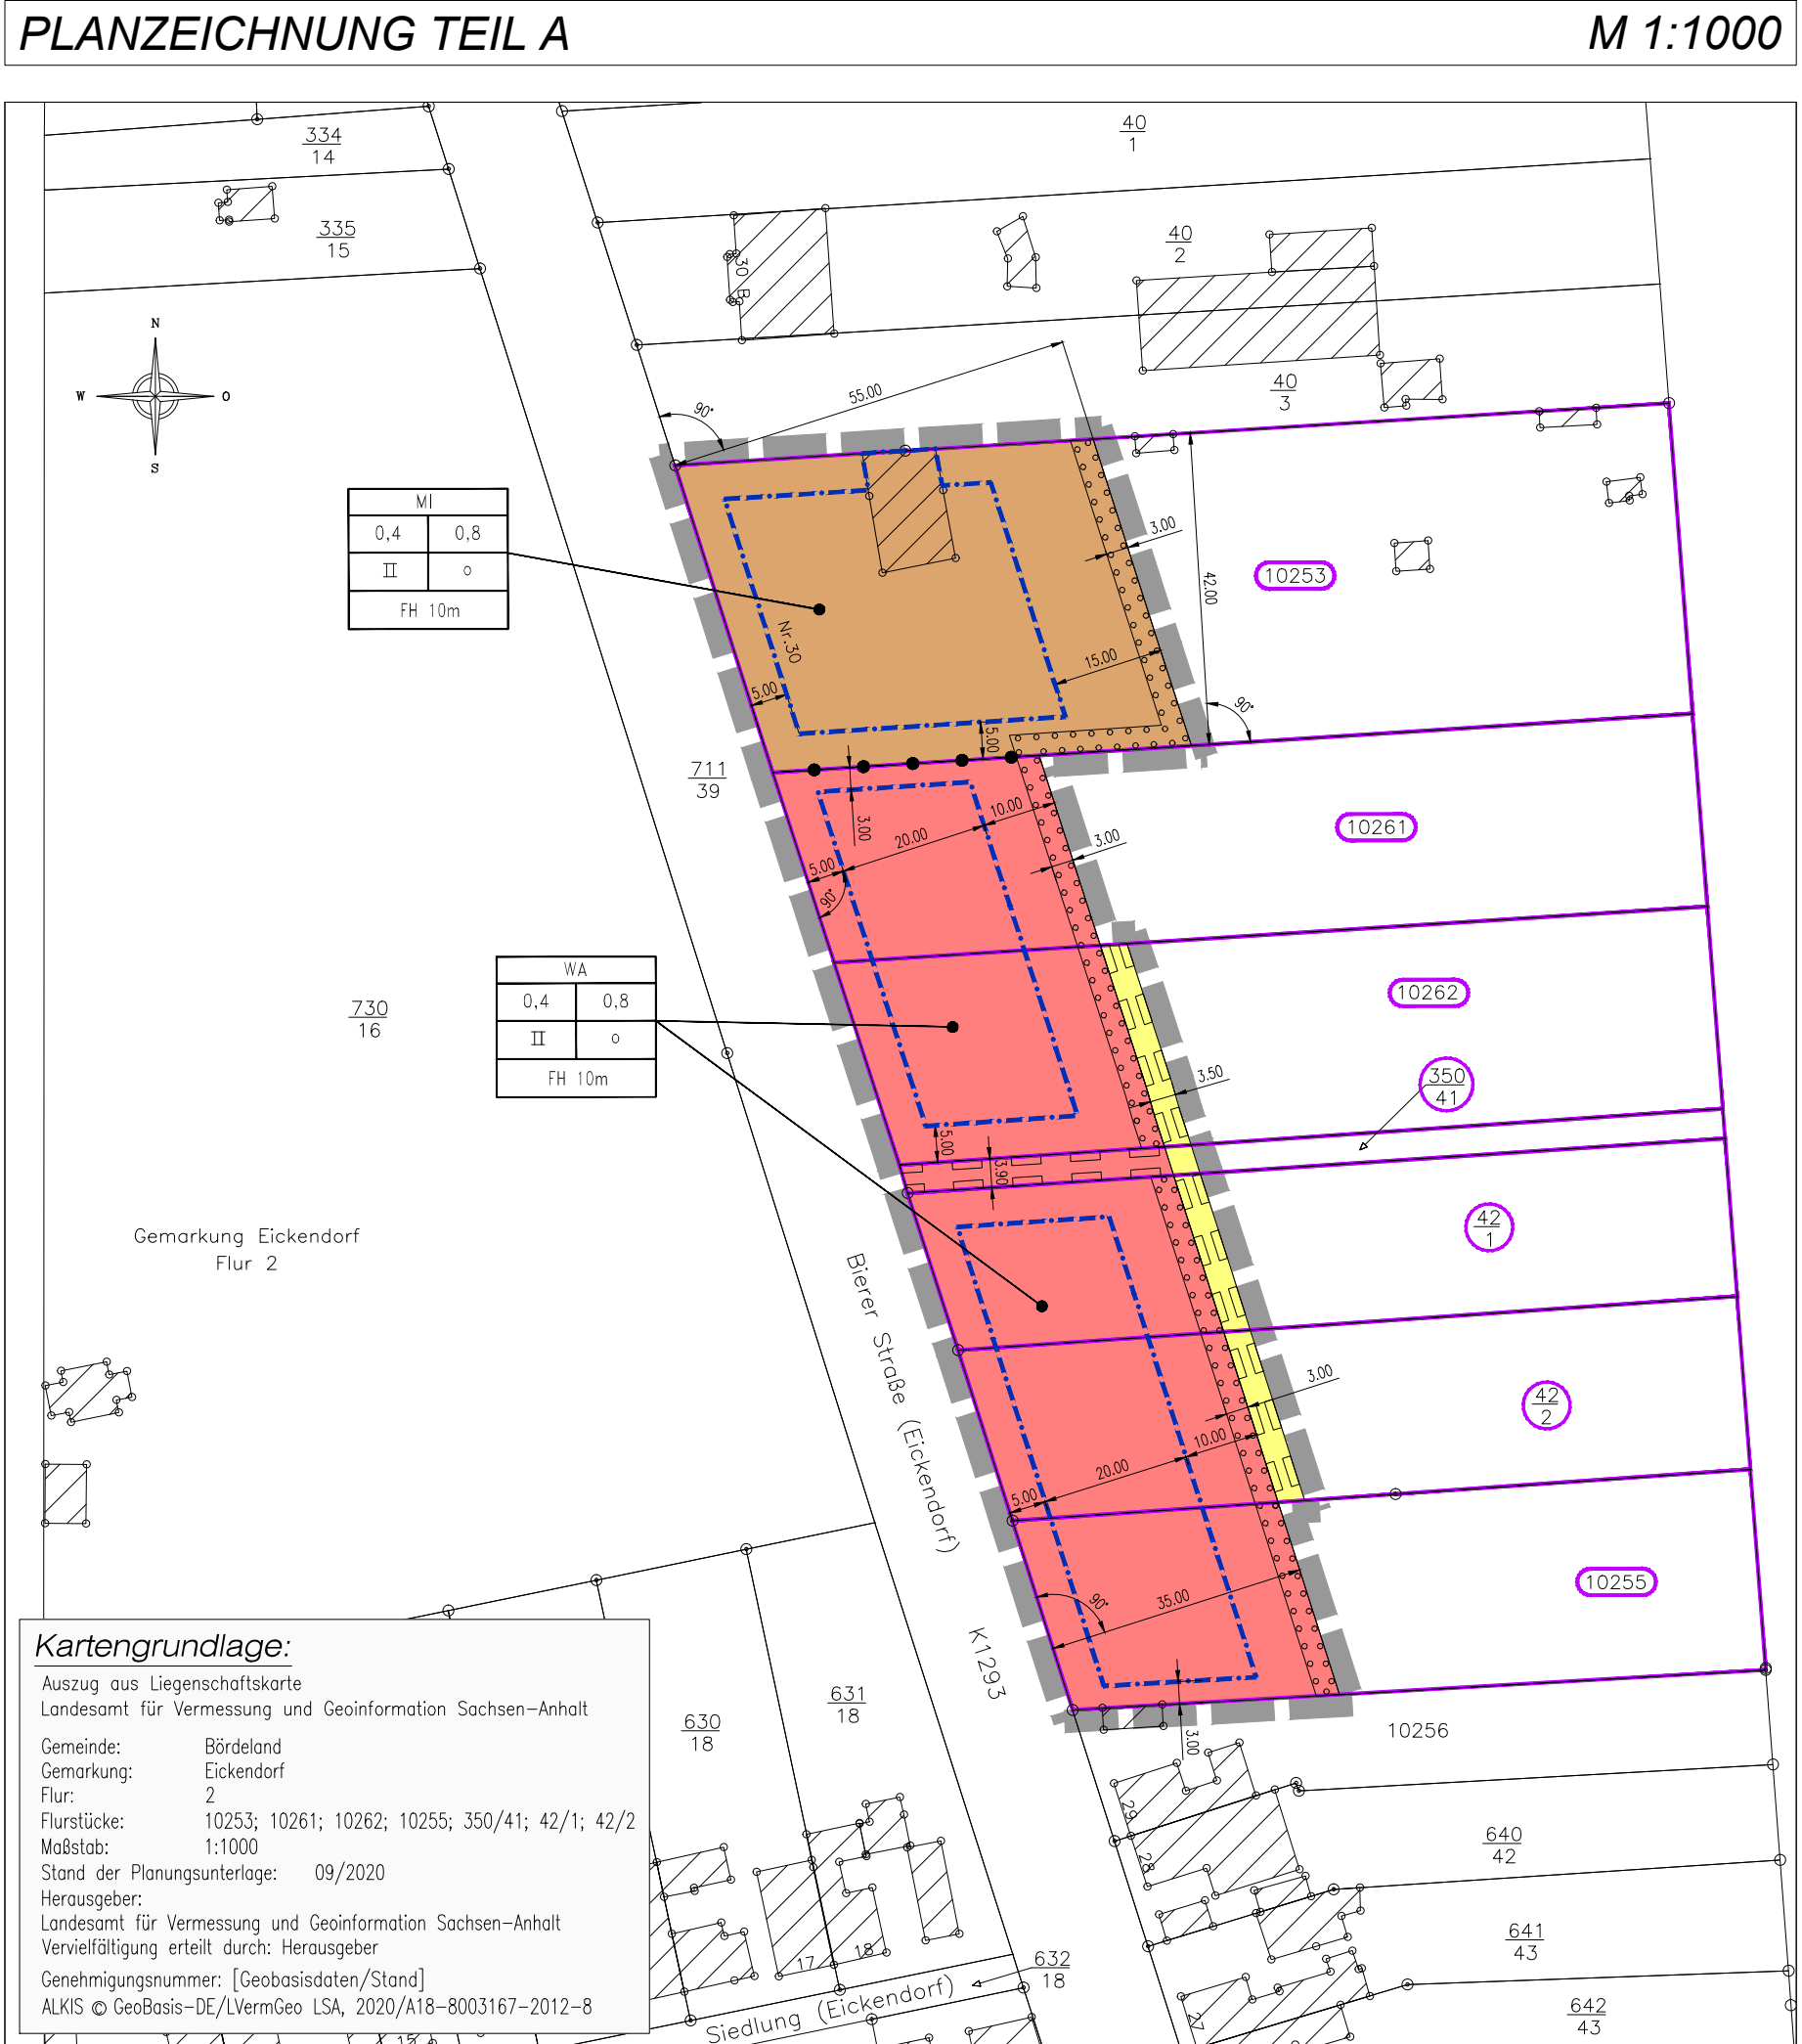 PLANZEICHNUNG TEIL A
M 1:1000
334
14
335
15
40
1
40
2
40
3
30 B
N
W
O
S
55.00
90°
MI
0,4
0,8
II
o
FH 10m
Nr.30
3.00
42.00
10253
15.00
5.00
90°
5.00
711
39
3.00
20.00
10.00
3.00
5.00
90°
10261
WA
0,4
0,8
II
o
FH 10m
730
16
10262
350
41
3.50
5.00
3.90
42
1
Gemarkung Eickendorf
Flur 2
Bierer Straße (Eickendorf)
K1293
3.00
42
2
10.00
20.00
5.00
10255
90°
35.00
3.00
10256
Kartengrundlage:
Auszug aus Liegenschaftskarte
Landesamt für Vermessung und Geoinformation Sachsen-Anhalt
Gemeinde: Bördeland
Gemarkung: Eickendorf
Flur: 2
Flurstücke: 10253; 10261; 10262; 10255; 350/41; 42/1; 42/2
Maßstab: 1:1000
Stand der Planungsunterlage: 09/2020
Herausgeber:
Landesamt für Vermessung und Geoinformation Sachsen-Anhalt
Vervielfältigung erteilt durch: Herausgeber
Genehmigungsnummer: [Geobasisdaten/Stand]
ALKIS © GeoBasis-DE/LVermGeo LSA, 2020/A18-8003167-2012-8
630
18
631
18
29
28
640
42
17
18
641
43
632
18
Siedlung (Eickendorf)
27
642
43
15